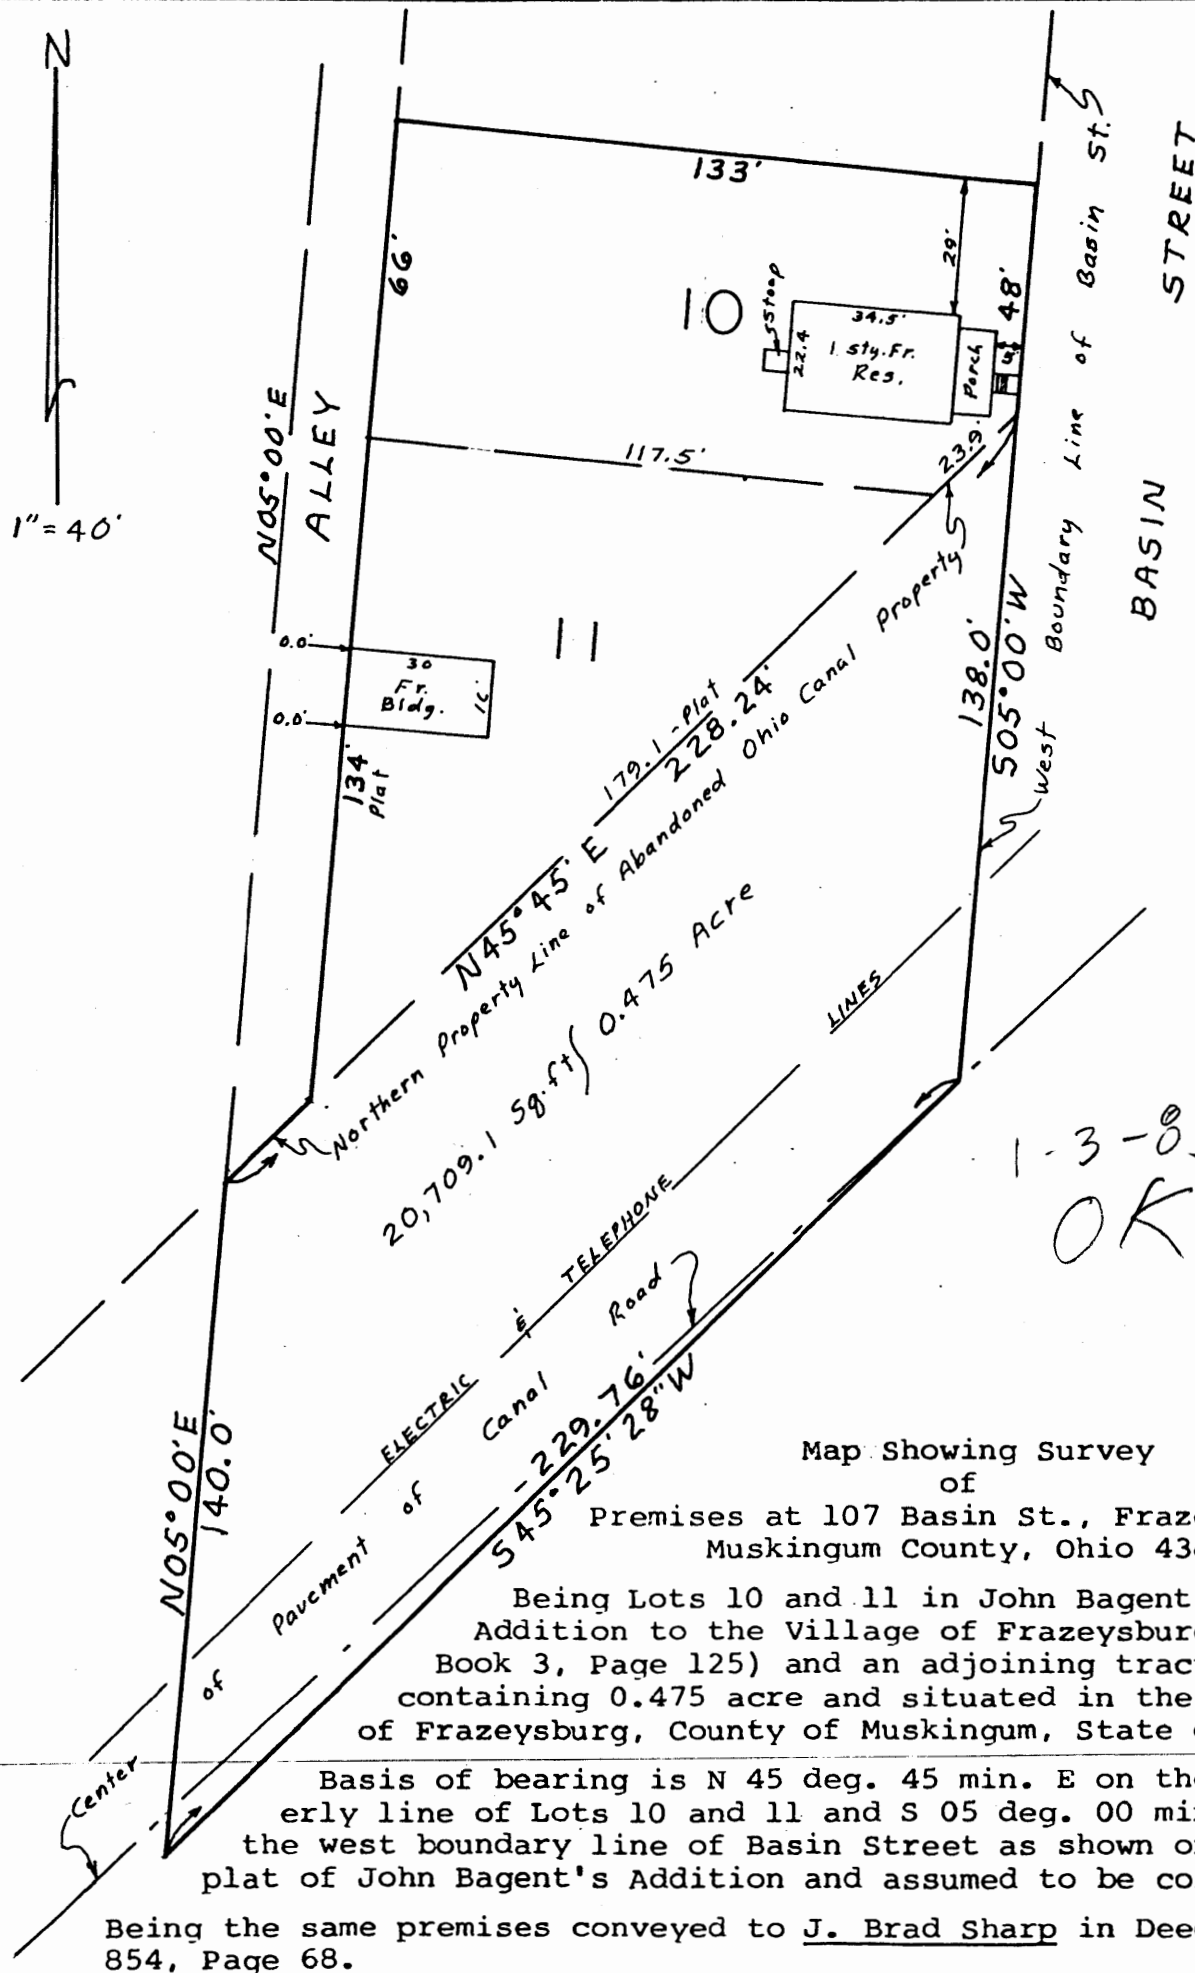 N
1"=40'
133'
66'
10
29'
48'
Stoop
34.5'
22.4
1 sty. Fr.
Res.
Porch
23.9'
117.5'
N05°00'E
ALLEY
West Boundary Line of Basin St.
BASIN STREET
11
0.0'
0.0'
30
Fr.
Bldg.
16'
134'
Plat
179.1 - Plat
N45°45'E 228.24'
Northern Property Line of Abandoned Ohio Canal Property
138.0'
S05°00'W
20,709.1 Sq.ft 0.475 Acre
ELECTRIC & TELEPHONE LINES
Center of Pavement of Canal Road
229.76'
S45°25'28"W
N05°00'E
140.0'
1-3-8
OK
Map Showing Survey
of
Premises at 107 Basin St., Fraze
Muskingum County, Ohio 43
Being Lots 10 and 11 in John Bagent
Addition to the Village of Frazeysbur
Book 3, Page 125) and an adjoining trac
containing 0.475 acre and situated in the
of Frazeysburg, County of Muskingum, State
Basis of bearing is N 45 deg. 45 min. E on th
erly line of Lots 10 and 11 and S 05 deg. 00 mi
the west boundary line of Basin Street as shown o
plat of John Bagent's Addition and assumed to be co
Being the same premises conveyed to J. Brad Sharp in Dee
854, Page 68.